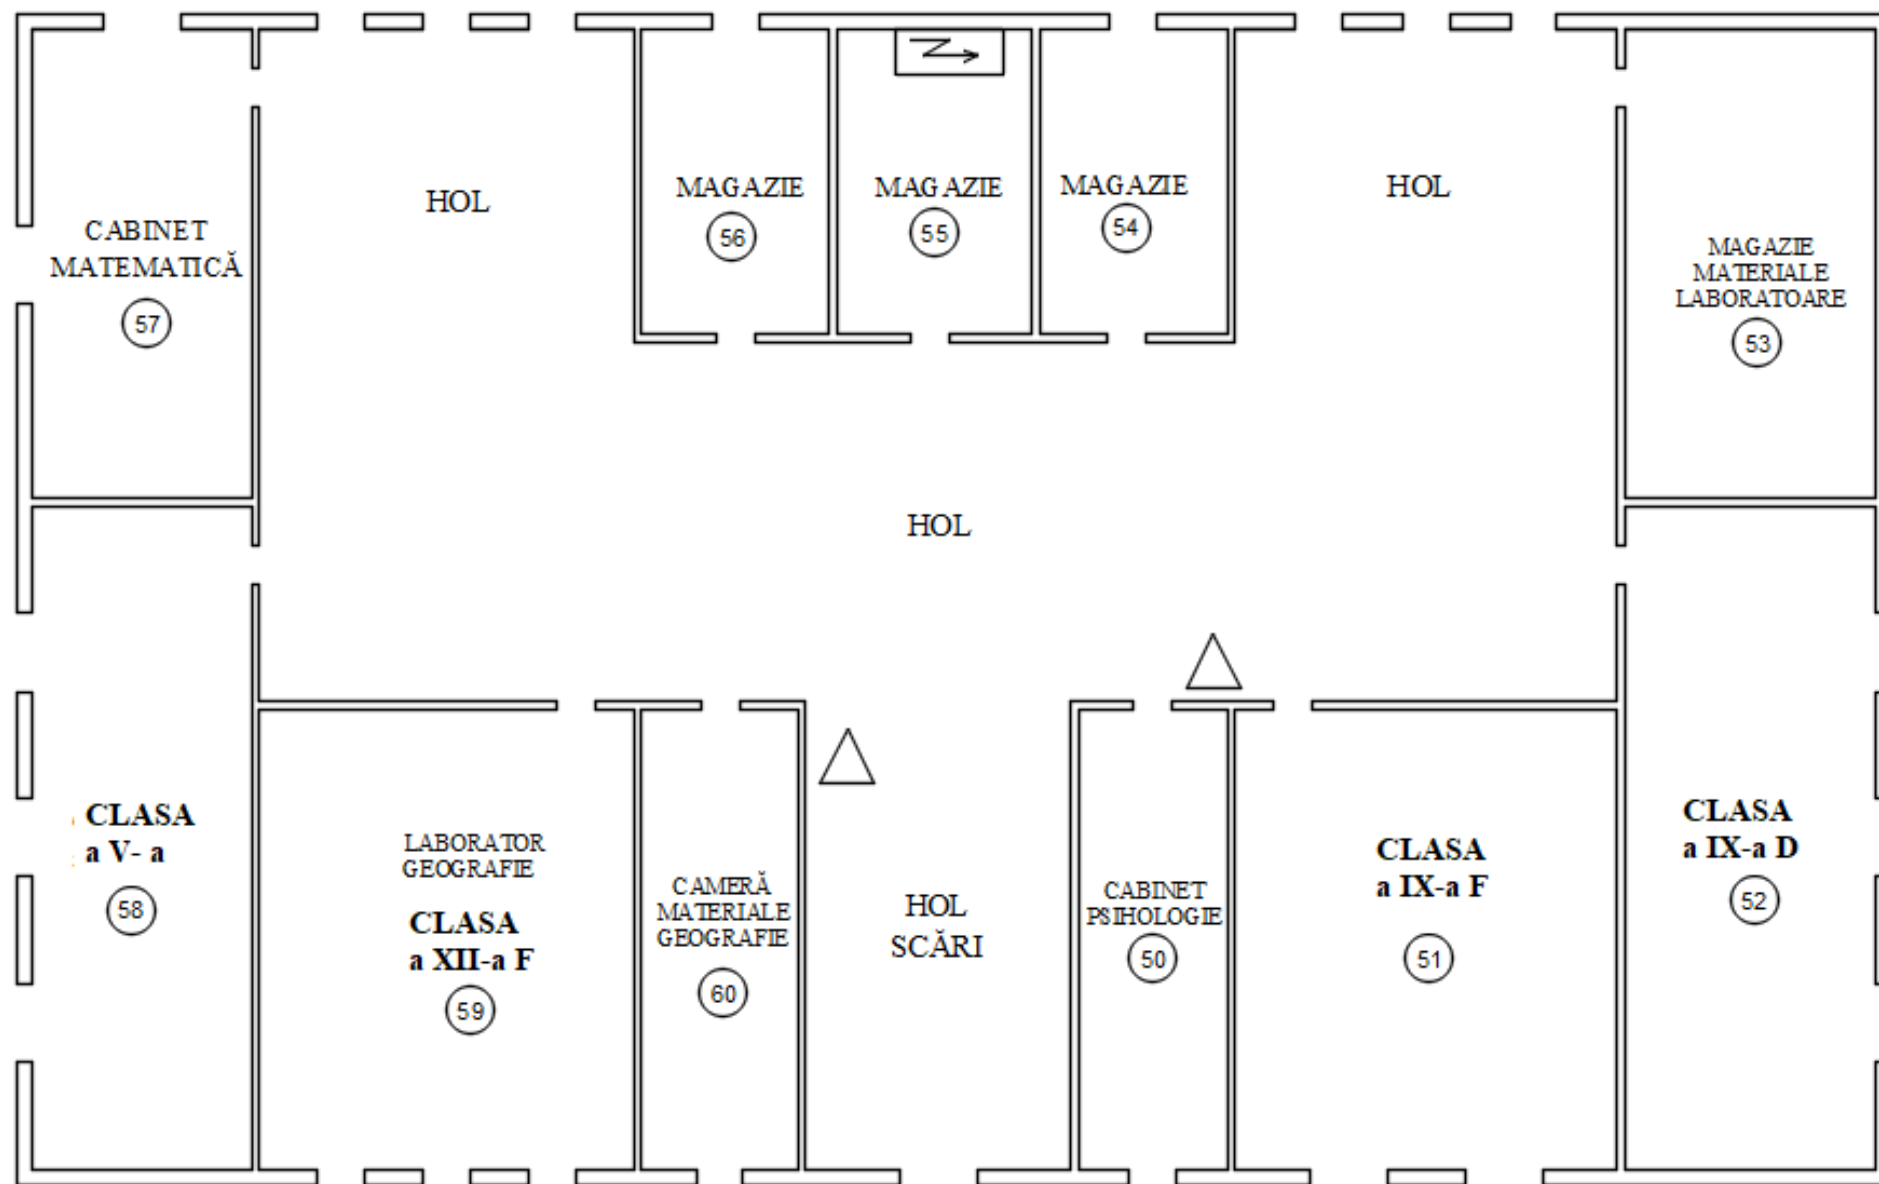 HOL
MAGAZIE
56
MAGAZIE
55
MAGAZIE
54
HOL
CABINET
MATEMATICĂ
57
MAGAZIE
MATERIALE
LABORATOARE
53
HOL
CLASA
a V- a
58
LABORATOR
GEOGRAFIE
CLASA
a XII-a F
59
CAMERĂ
MATERIALE
GEOGRAFIE
60
HOL
SCĂRI
CABINET
PSIHOLOGIE
50
CLASA
a IX-a F
51
CLASA
a IX-a D
52